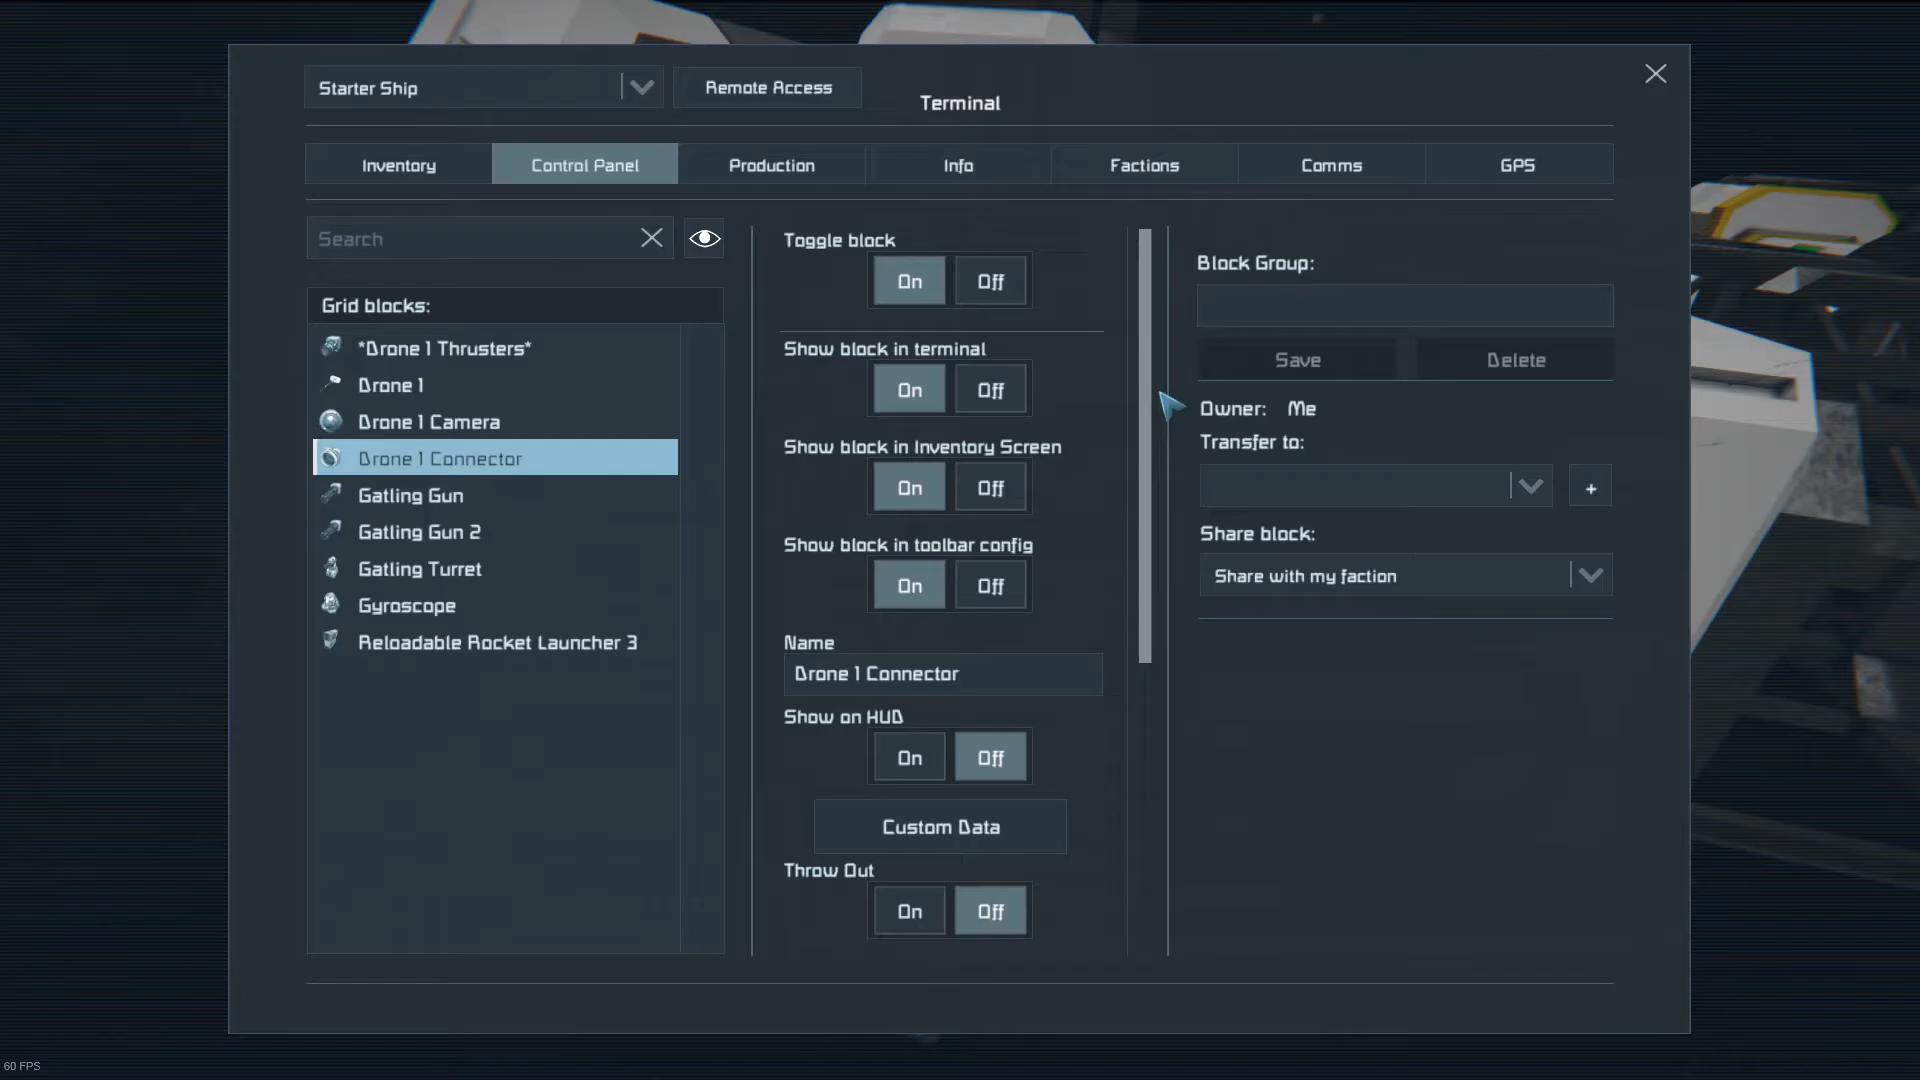 Starter Ship
Remote Access
Terminal
Inventory
Control Panel
Production
Info
Factions
Comms
GPS
Search
Grid blocks:
*Drone 1 Thrusters*
Drone 1
Drone 1 Camera
Drone 1 Connector
Gatling Gun
Gatling Gun 2
Gatling Turret
Gyroscope
Reloadable Rocket Launcher 3
Toggle block
On Off
Show block in terminal
On Off
Show block in Inventory Screen
On Off
Show block in toolbar config
On Off
Name
Drone 1 Connector
Show on HUD
On Off
Custom Data
Throw Out
On Off
Block Group:
Save
Delete
Owner: Me
Transfer to:
+
Share block:
Share with my faction
60 FPS